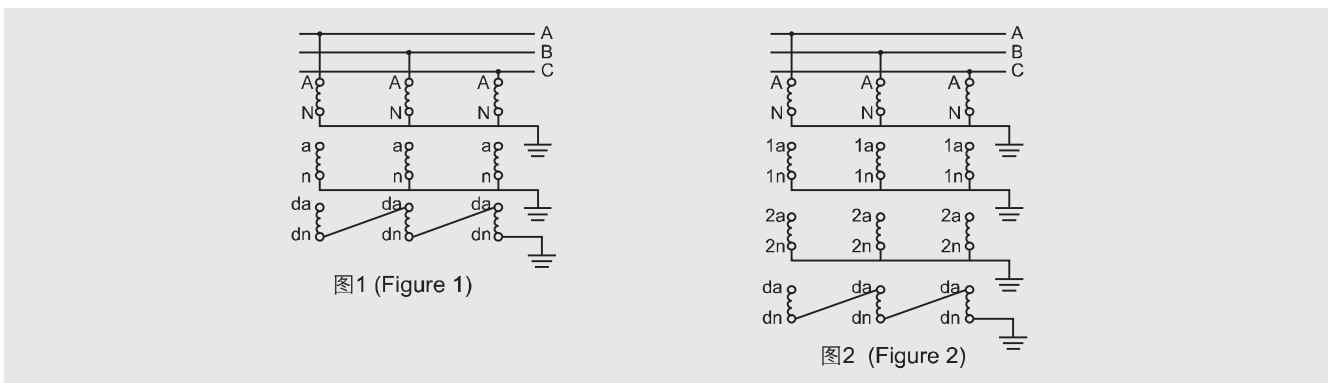 A
B
C
A A A
N N N
a a a
n n n
da da da
dn dn dn
图1 (Figure 1)
A
B
C
A A A
N N N
1a 1a 1a
1n 1n 1n
2a 2a 2a
2n 2n 2n
da da da
dn dn dn
图2 (Figure 2)